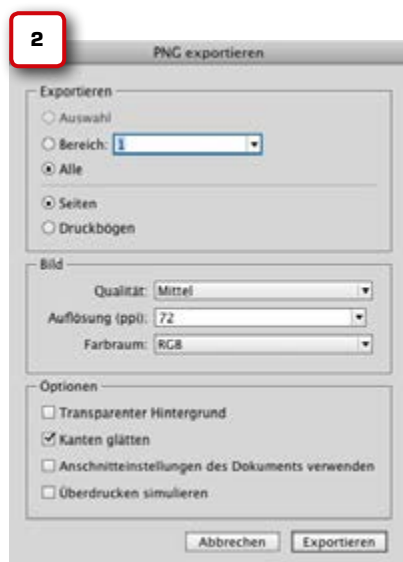 2
PNG exportieren
Exportieren
Auswahl
Bereich: 1
Alle
Seiten
Druckbögen
Bild
Qualität: Mittel
Auflösung (ppi): 72
Farbraum: RGB
Optionen
Transparenter Hintergrund
Kanten glätten
Anschnitteinstellungen des Dokuments verwenden
Überdrucken simulieren
Abbrechen Exportieren